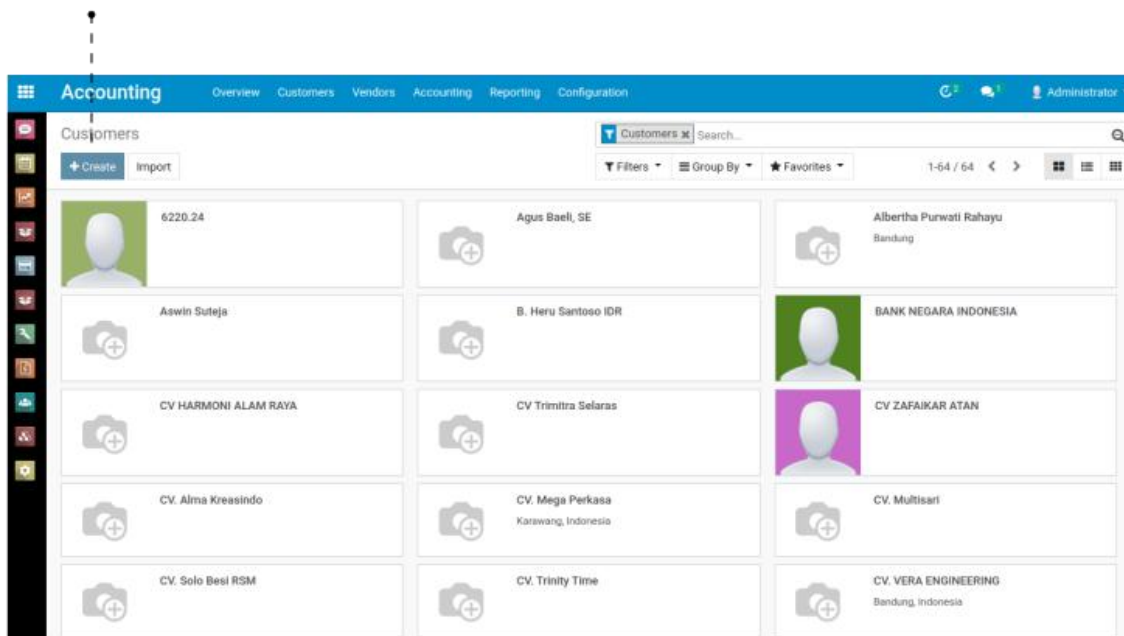 Accounting Overview Customers Vendors Accounting Reporting Configuration 2 1 Administrator
Customers Customers x Search...
+ Create Import Filters Group By Favorites 1-64 / 64
6220.24 Agus Baeli, SE Albertha Purwati Rahayu
Bandung
Aswin Suteja B. Heru Santoso IDR BANK NEGARA INDONESIA
CV HARMONI ALAM RAYA CV Trimitra Selaras CV ZAFAIKAR ATAN
CV. Alma Kreasindo CV. Mega Perkasa CV. Multisari
Karawang, Indonesia
CV. Solo Besi RSM CV. Trinity Time CV. VERA ENGINEERING
Bandung, Indonesia